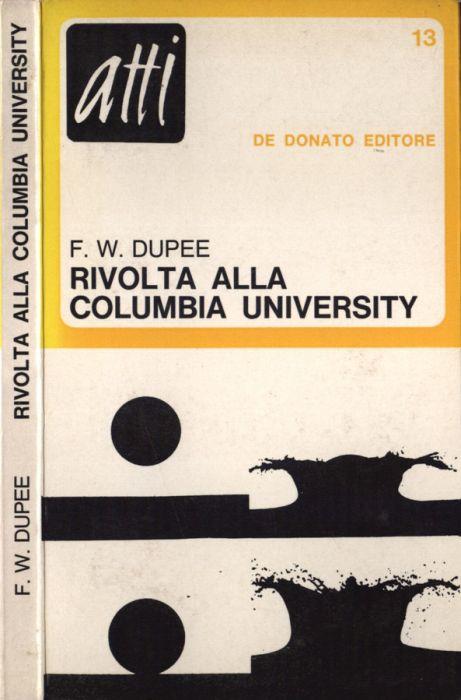 RIVOLTA ALLA COLUMBIA UNIVERSITY
F. W. DUPEE
atti
13
DE DONATO EDITORE
F. W. DUPEE
RIVOLTA ALLA
COLUMBIA UNIVERSITY